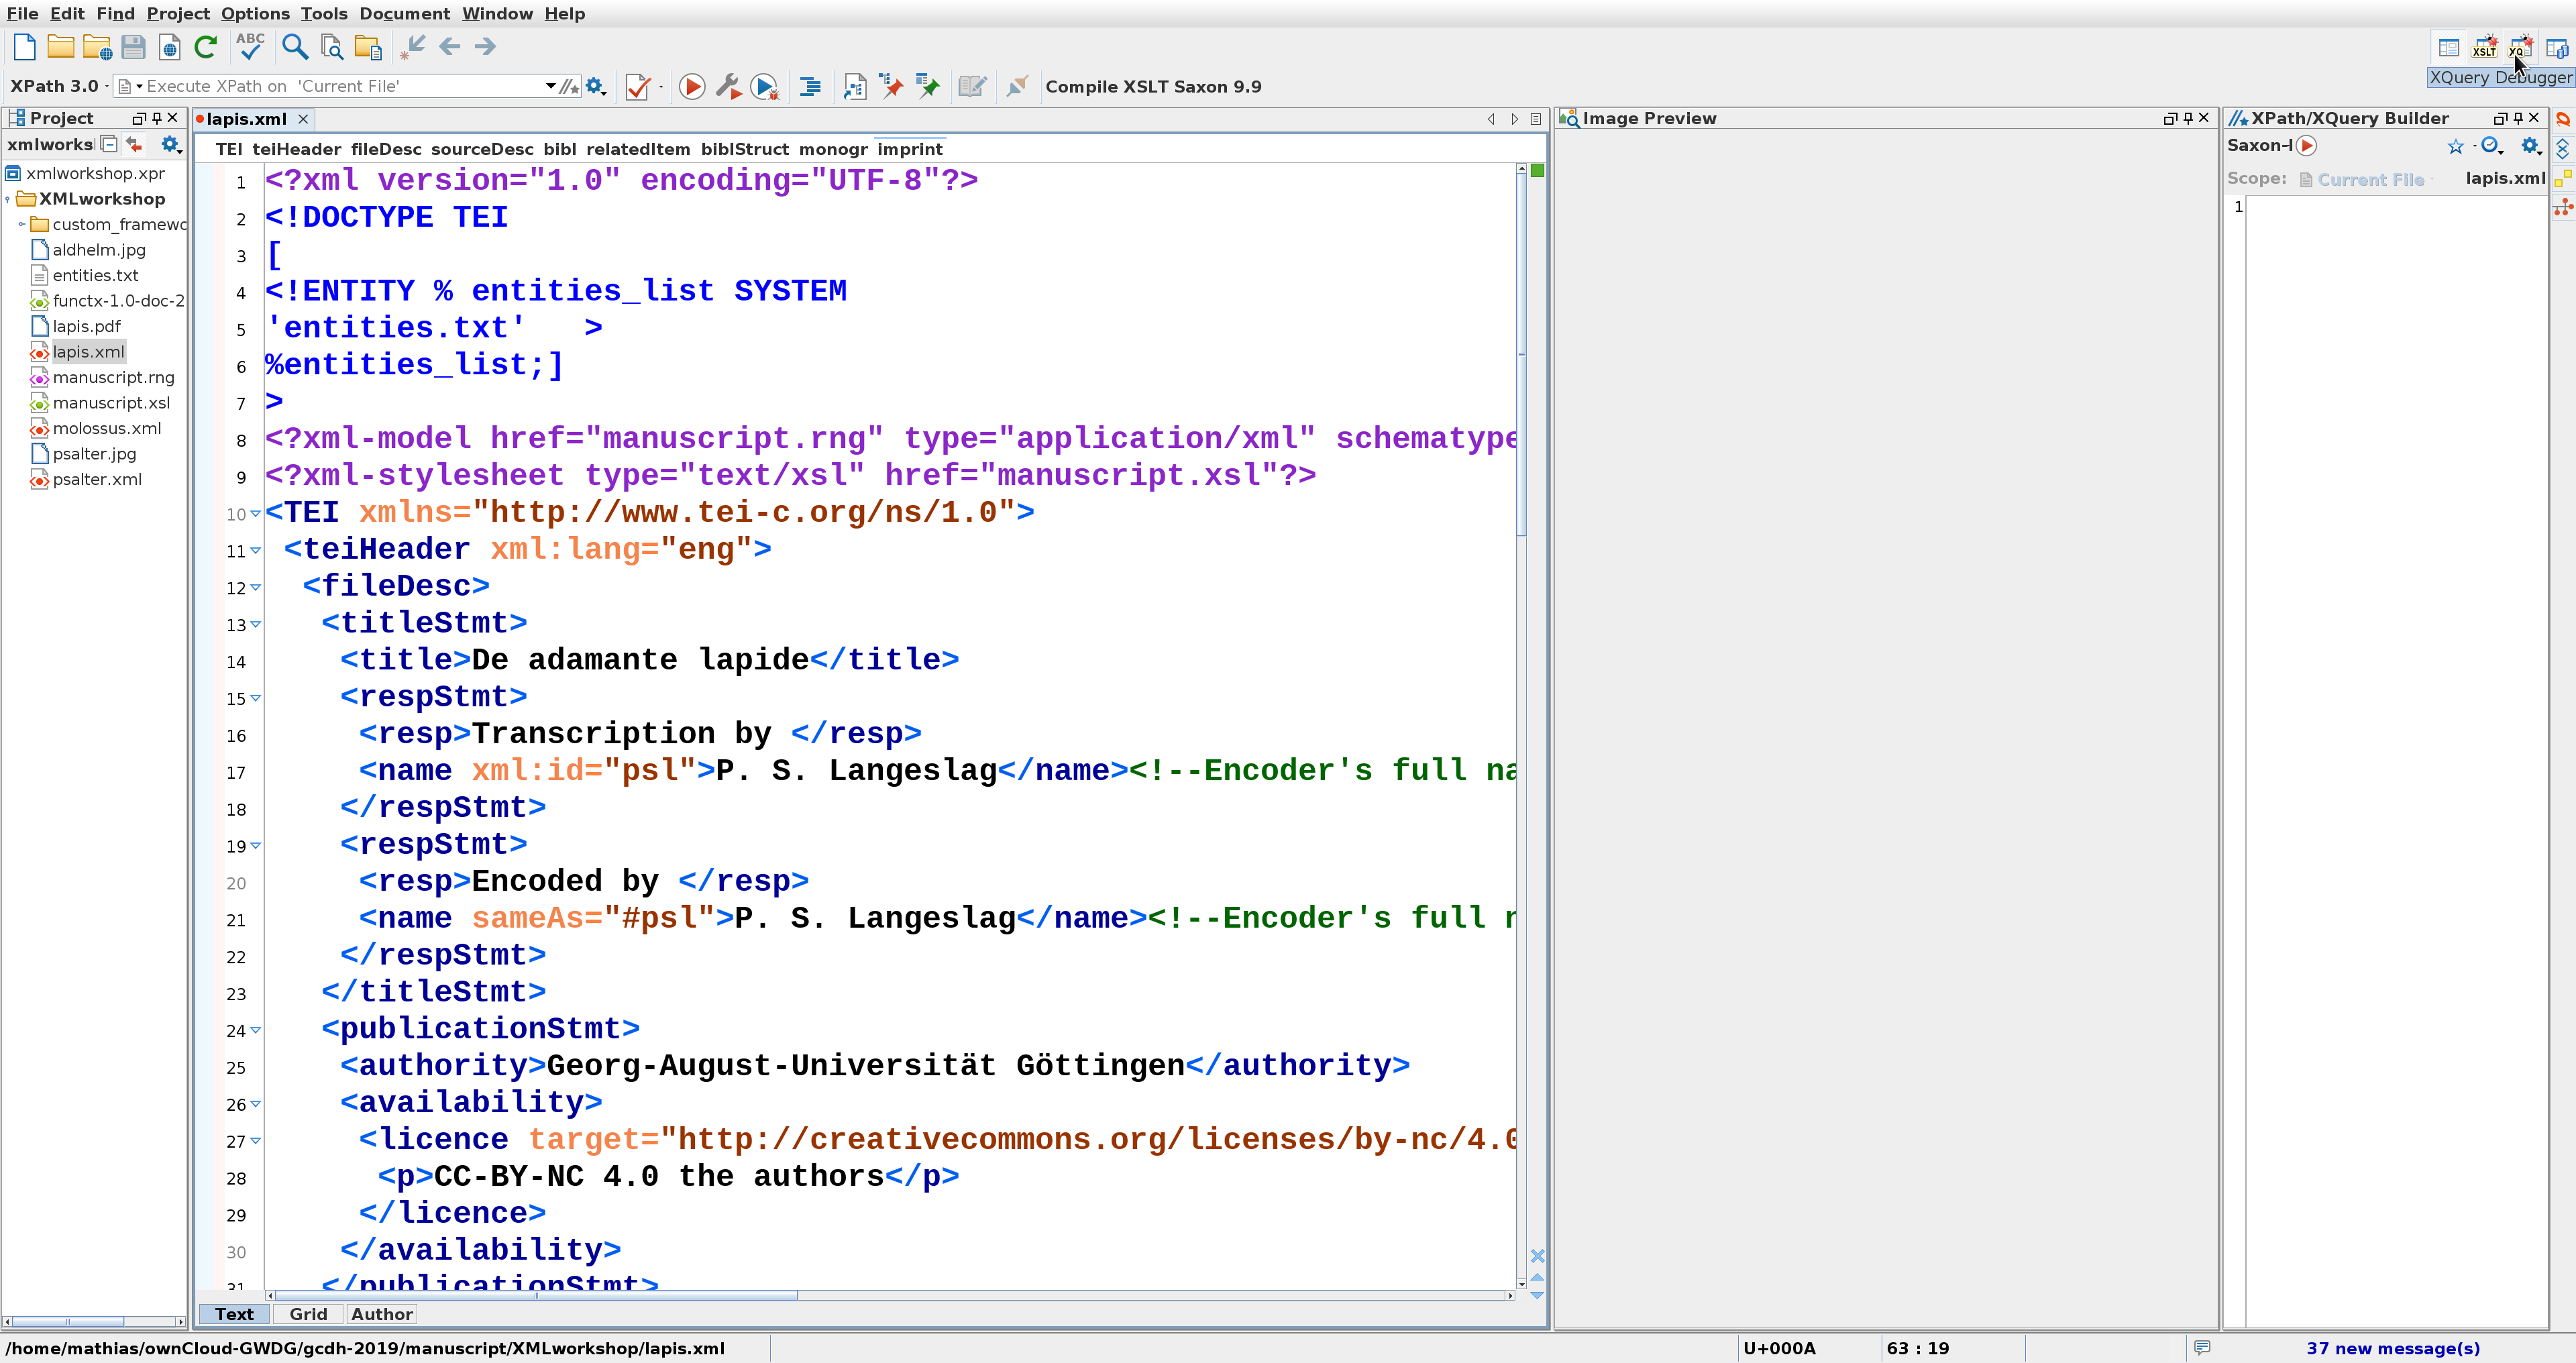 File Edit Find Project Options Tools Document Window Help
ABC
XSLT XQ
XQuery Debugger
XPath 3.0 Execute XPath on 'Current File' Compile XSLT Saxon 9.9
Project
xmlworks
xmlworkshop.xpr
XMLworkshop
custom_framewo
aldhelm.jpg
entities.txt
functx-1.0-doc-2
lapis.pdf
lapis.xml
manuscript.rng
manuscript.xsl
molossus.xml
psalter.jpg
psalter.xml
lapis.xml
TEI teiHeader fileDesc sourceDesc bibl relatedItem biblStruct monogr imprint
1 <?xml version="1.0" encoding="UTF-8"?>
2 <!DOCTYPE TEI
3 [
4 <!ENTITY % entities_list SYSTEM
5 'entities.txt'   >
6 %entities_list;]
7 >
8 <?xml-model href="manuscript.rng" type="application/xml" schematype
9 <?xml-stylesheet type="text/xsl" href="manuscript.xsl"?>
10 <TEI xmlns="http://www.tei-c.org/ns/1.0">
11 <teiHeader xml:lang="eng">
12 <fileDesc>
13 <titleStmt>
14 <title>De adamante lapide</title>
15 <respStmt>
16 <resp>Transcription by </resp>
17 <name xml:id="psl">P. S. Langeslag</name><!--Encoder's full na
18 </respStmt>
19 <respStmt>
20 <resp>Encoded by </resp>
21 <name sameAs="#psl">P. S. Langeslag</name><!--Encoder's full n
22 </respStmt>
23 </titleStmt>
24 <publicationStmt>
25 <authority>Georg-August-Universität Göttingen</authority>
26 <availability>
27 <licence target="http://creativecommons.org/licenses/by-nc/4.0
28 <p>CC-BY-NC 4.0 the authors</p>
29 </licence>
30 </availability>
31 </publicationStmt>
Text Grid Author
Image Preview
XPath/XQuery Builder
Saxon-
Scope: Current File lapis.xml
1
/home/mathias/ownCloud-GWDG/gcdh-2019/manuscript/XMLworkshop/lapis.xml U+000A 63 : 19 37 new message(s)